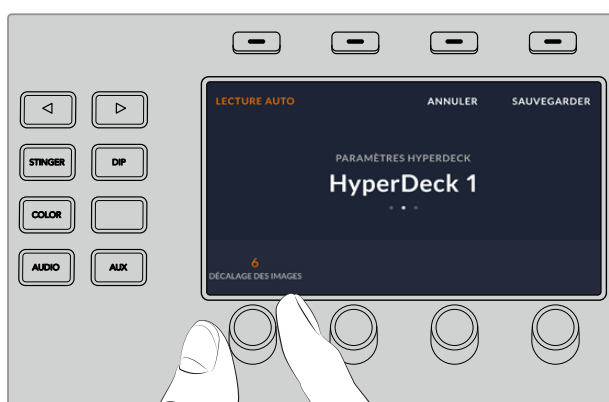 LECTURE AUTO ANNULER SAUVEGARDER
STINGER DIP
PARAMÈTRES HYPERDECK
HyperDeck 1
COLOR
AUDIO AUX
6
DÉCALAGE DES IMAGES